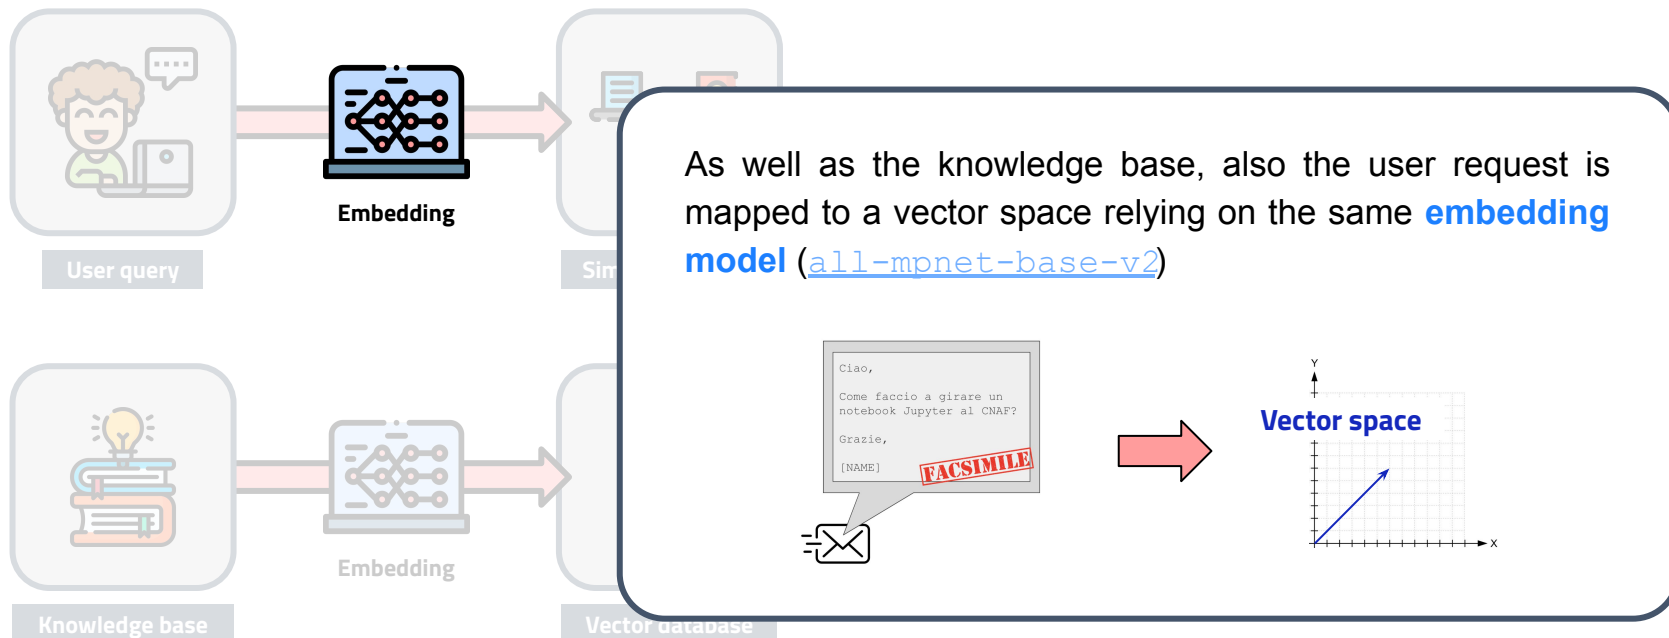 Embedding
User query
Sim
As well as the knowledge base, also the user request is
mapped to a vector space relying on the same embedding
model (all-mpnet-base-v2)
Ciao,
Come faccio a girare un
notebook Jupyter al CNAF?
Grazie,
[NAME]
FACSIMILE
Y
Vector space
X
Embedding
Knowledge base
Vector database